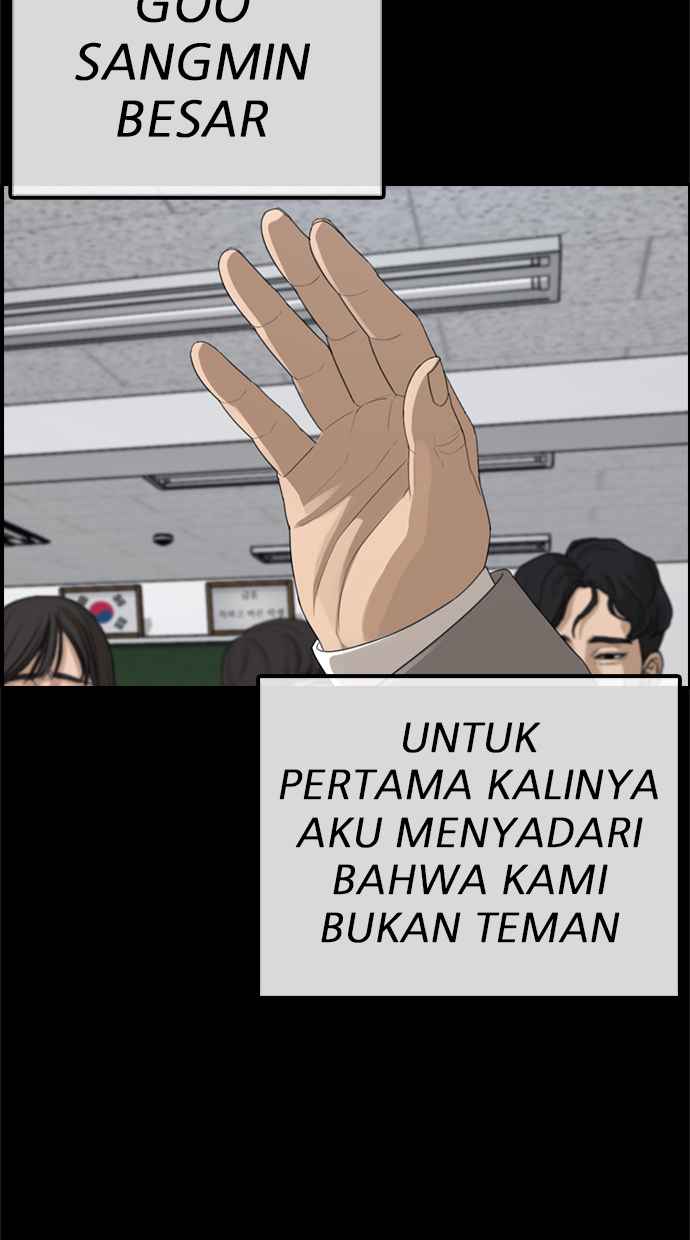 GOO
SANGMIN
BESAR
UNTUK
PERTAMA KALINYA
AKU MENYADARI
BAHWA KAMI
BUKAN TEMAN